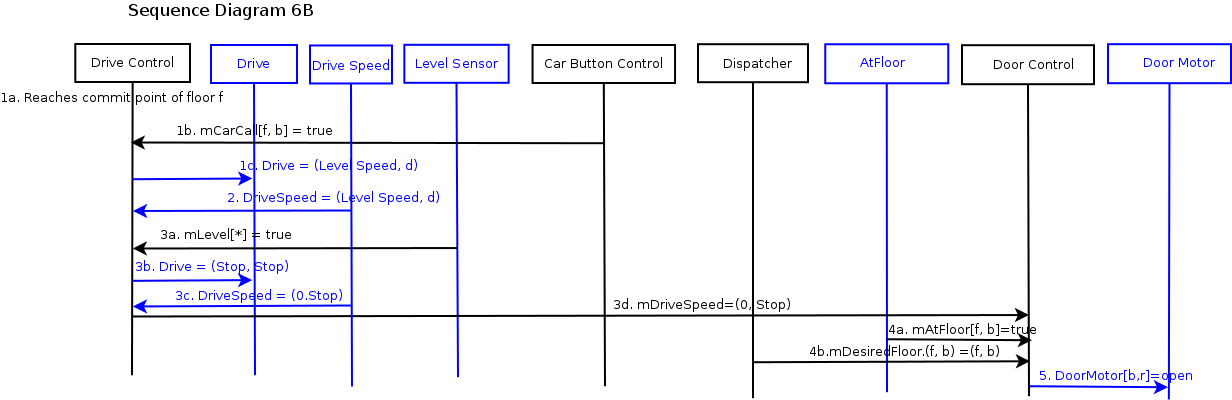 Sequence Diagram 6B
Drive Control
Drive
Drive Speed
Level Sensor
Car Button Control
Dispatcher
AtFloor
Door Control
Door Motor
1a. Reaches commit point of floor f
1b. mCarCall[f, b] = true
1c. Drive = (Level Speed, d)
2. DriveSpeed = (Level Speed, d)
3a. mLevel[*] = true
3b. Drive = (Stop, Stop)
3c. DriveSpeed = (0.Stop)
3d. mDriveSpeed=(0, Stop)
4a. mAtFloor[f, b]=true
4b.mDesiredFloor.(f, b) =(f, b)
5. DoorMotor[b,r]=open